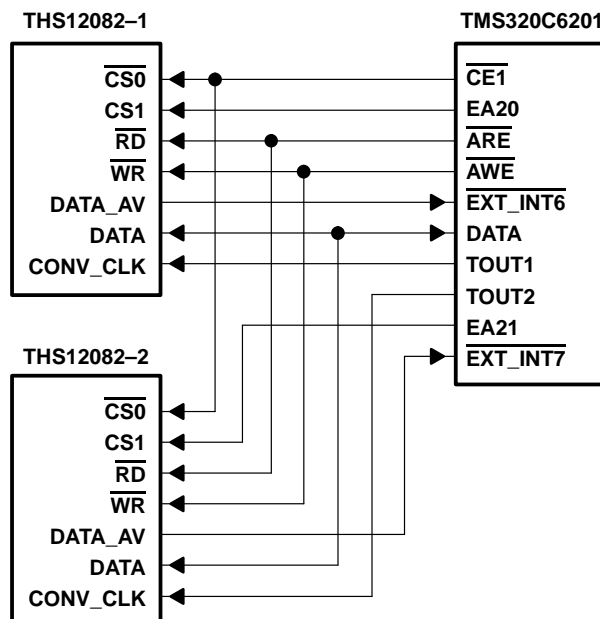 THS12082–1
CS0
CS1
RD
WR
DATA_AV
DATA
CONV_CLK
TMS320C6201
CE1
EA20
ARE
AWE
EXT_INT6
DATA
TOUT1
TOUT2
EA21
EXT_INT7
THS12082–2
CS0
CS1
RD
WR
DATA_AV
DATA
CONV_CLK